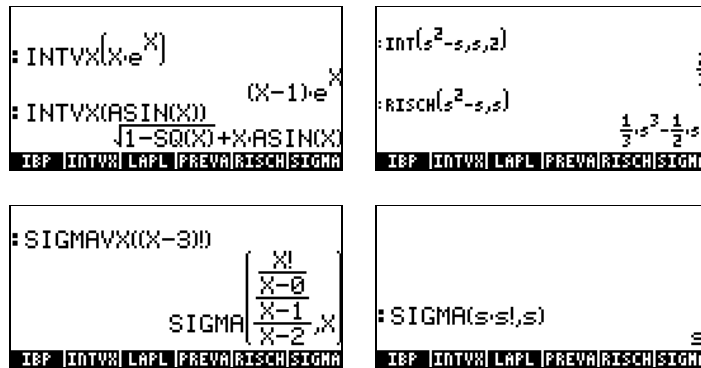 : INTVX(X·e^X)
(X-1)·e^X
: INTVX(ASIN(X))
√1-SQ(X)+X·ASIN(X)
IBP INTVX LAPL PREVA RISCH SIGMA
:INT(s²-s,s,2)
:RISCH(s²-s,s)
1/3·s³-1/2·s
IBP INTVX LAPL PREVA RISCH SIGMA
: SIGMAVX((X-3)!)
X!
X-0
X-1
SIGMA( X-2 ,X)
IBP INTVX LAPL PREVA RISCH SIGMA
: SIGMA(s·s!,s)
IBP INTVX LAPL PREVA RISCH SIGMA